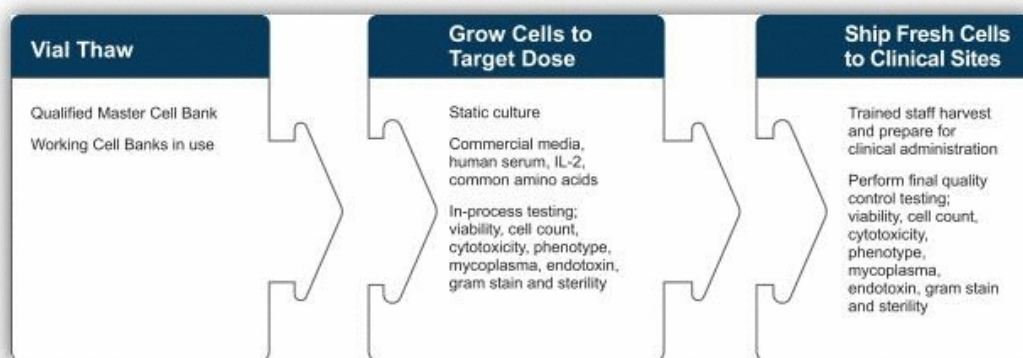 Vial Thaw
Qualified Master Cell Bank
Working Cell Banks in use
Grow Cells to
Target Dose
Static culture
Commercial media,
human serum, IL-2,
common amino acids
In-process testing;
viability, cell count,
cytotoxicity, phenotype,
mycoplasma, endotoxin,
gram stain and sterility
Ship Fresh Cells
to Clinical Sites
Trained staff harvest
and prepare for
clinical administration
Perform final quality
control testing;
viability, cell count,
cytotoxicity,
phenotype,
mycoplasma,
endotoxin, gram stain
and sterility